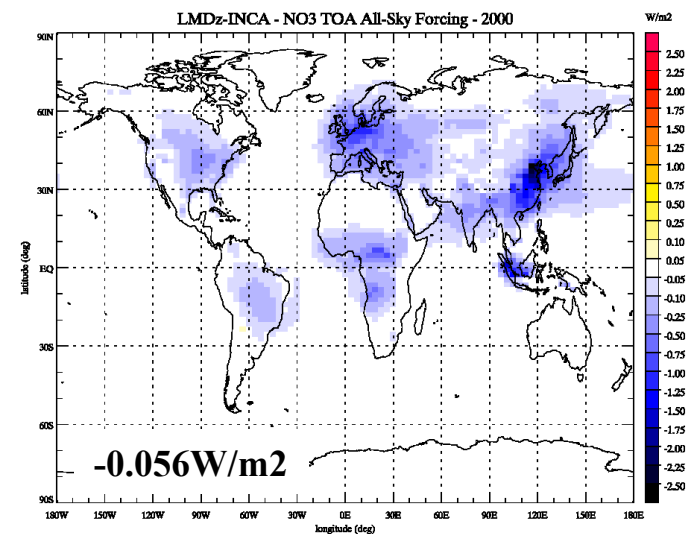 LMDz-INCA - NO3 TOA All-Sky Forcing - 2000
W/m2
90N
60N
30N
EQ
30S
60S
90S
latitude (deg)
-0.056W/m2
180W 150W 120W 90W 60W 30W 0E 30E 60E 90E 120E 150E 180E
longitude (deg)
2.50
2.25
2.00
1.75
1.50
1.25
1.00
0.75
0.50
0.25
0.10
0.05
-0.05
-0.10
-0.25
-0.50
-0.75
-1.00
-1.25
-1.50
-1.75
-2.00
-2.25
-2.50